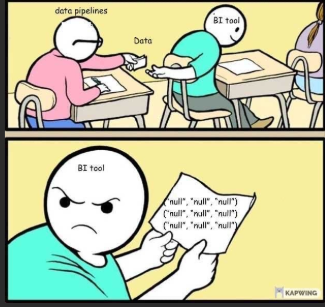 data pipelines
BI tool
Data
BI tool
("null", "null", "null")
("null", "null", "null")
("null", "null", "null")
KAPWING